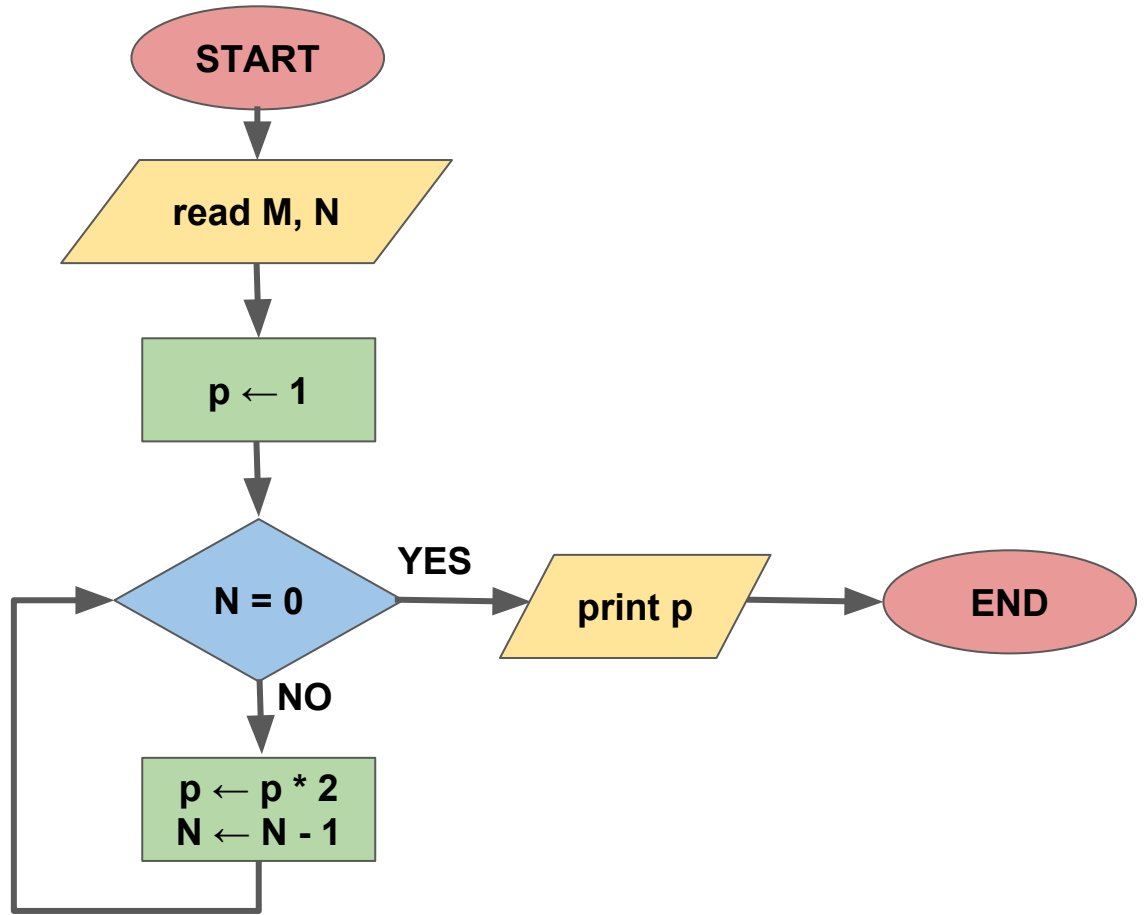 START
read M, N
p ← 1
N = 0
YES
print p
END
NO
p ← p * 2
N ← N - 1